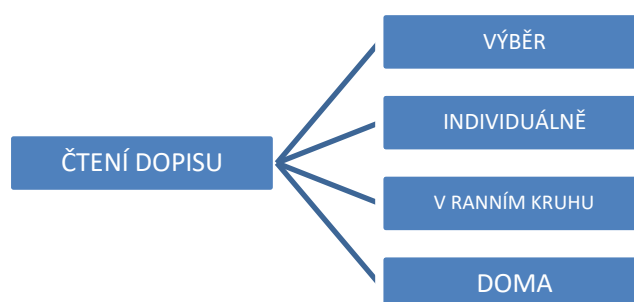 ČTENÍ DOPISU
VÝBĚR
INDIVIDUÁLNĚ
V RANNÍM KRUHU
DOMA